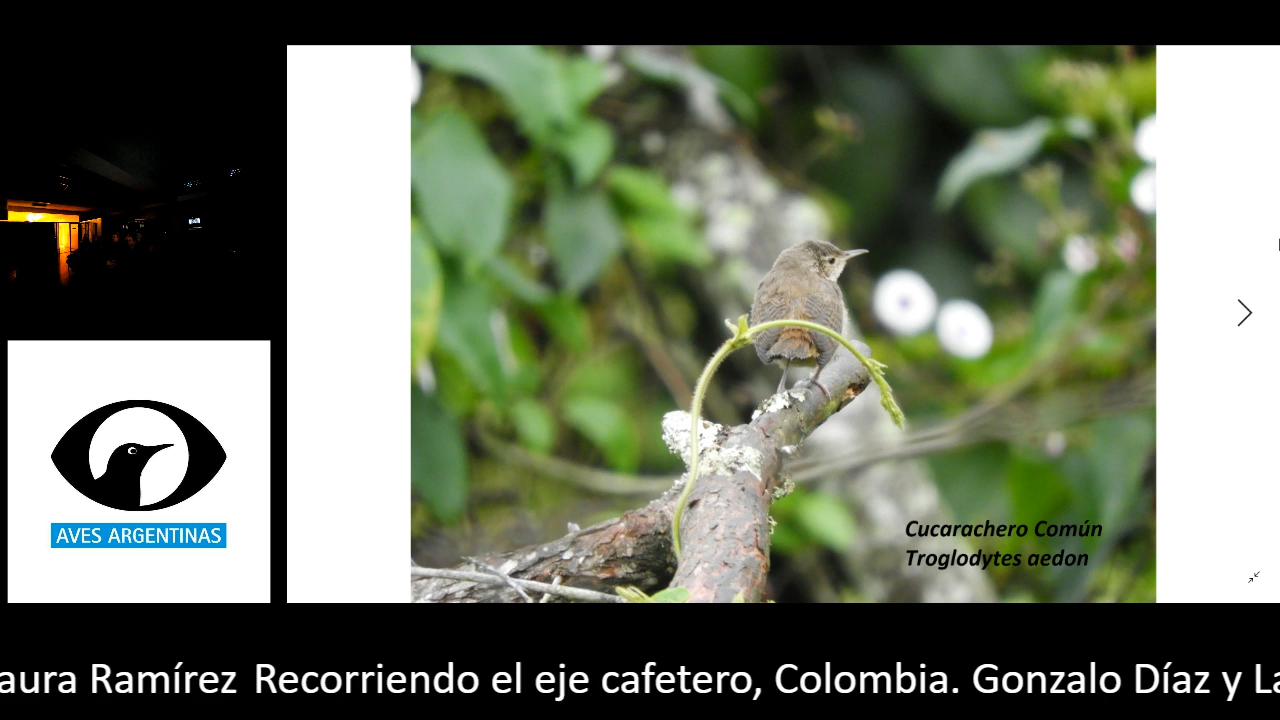 AVES ARGENTINAS
Cucarachero Común
Troglodytes aedon
aura Ramírez Recorriendo el eje cafetero, Colombia. Gonzalo Díaz y La